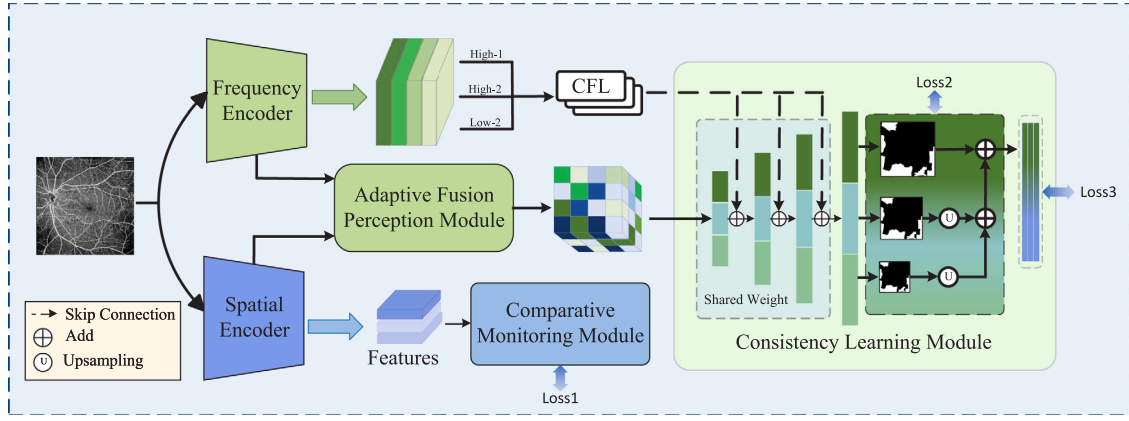 Frequency
Encoder
High-1
High-2
Low-2
CFL
Loss2
Adaptive Fusion
Perception Module
Loss3
Shared Weight
Consistency Learning Module
Spatial
Encoder
Features
Comparative
Monitoring Module
Loss1
Skip Connection
Add
U Upsampling
U
U